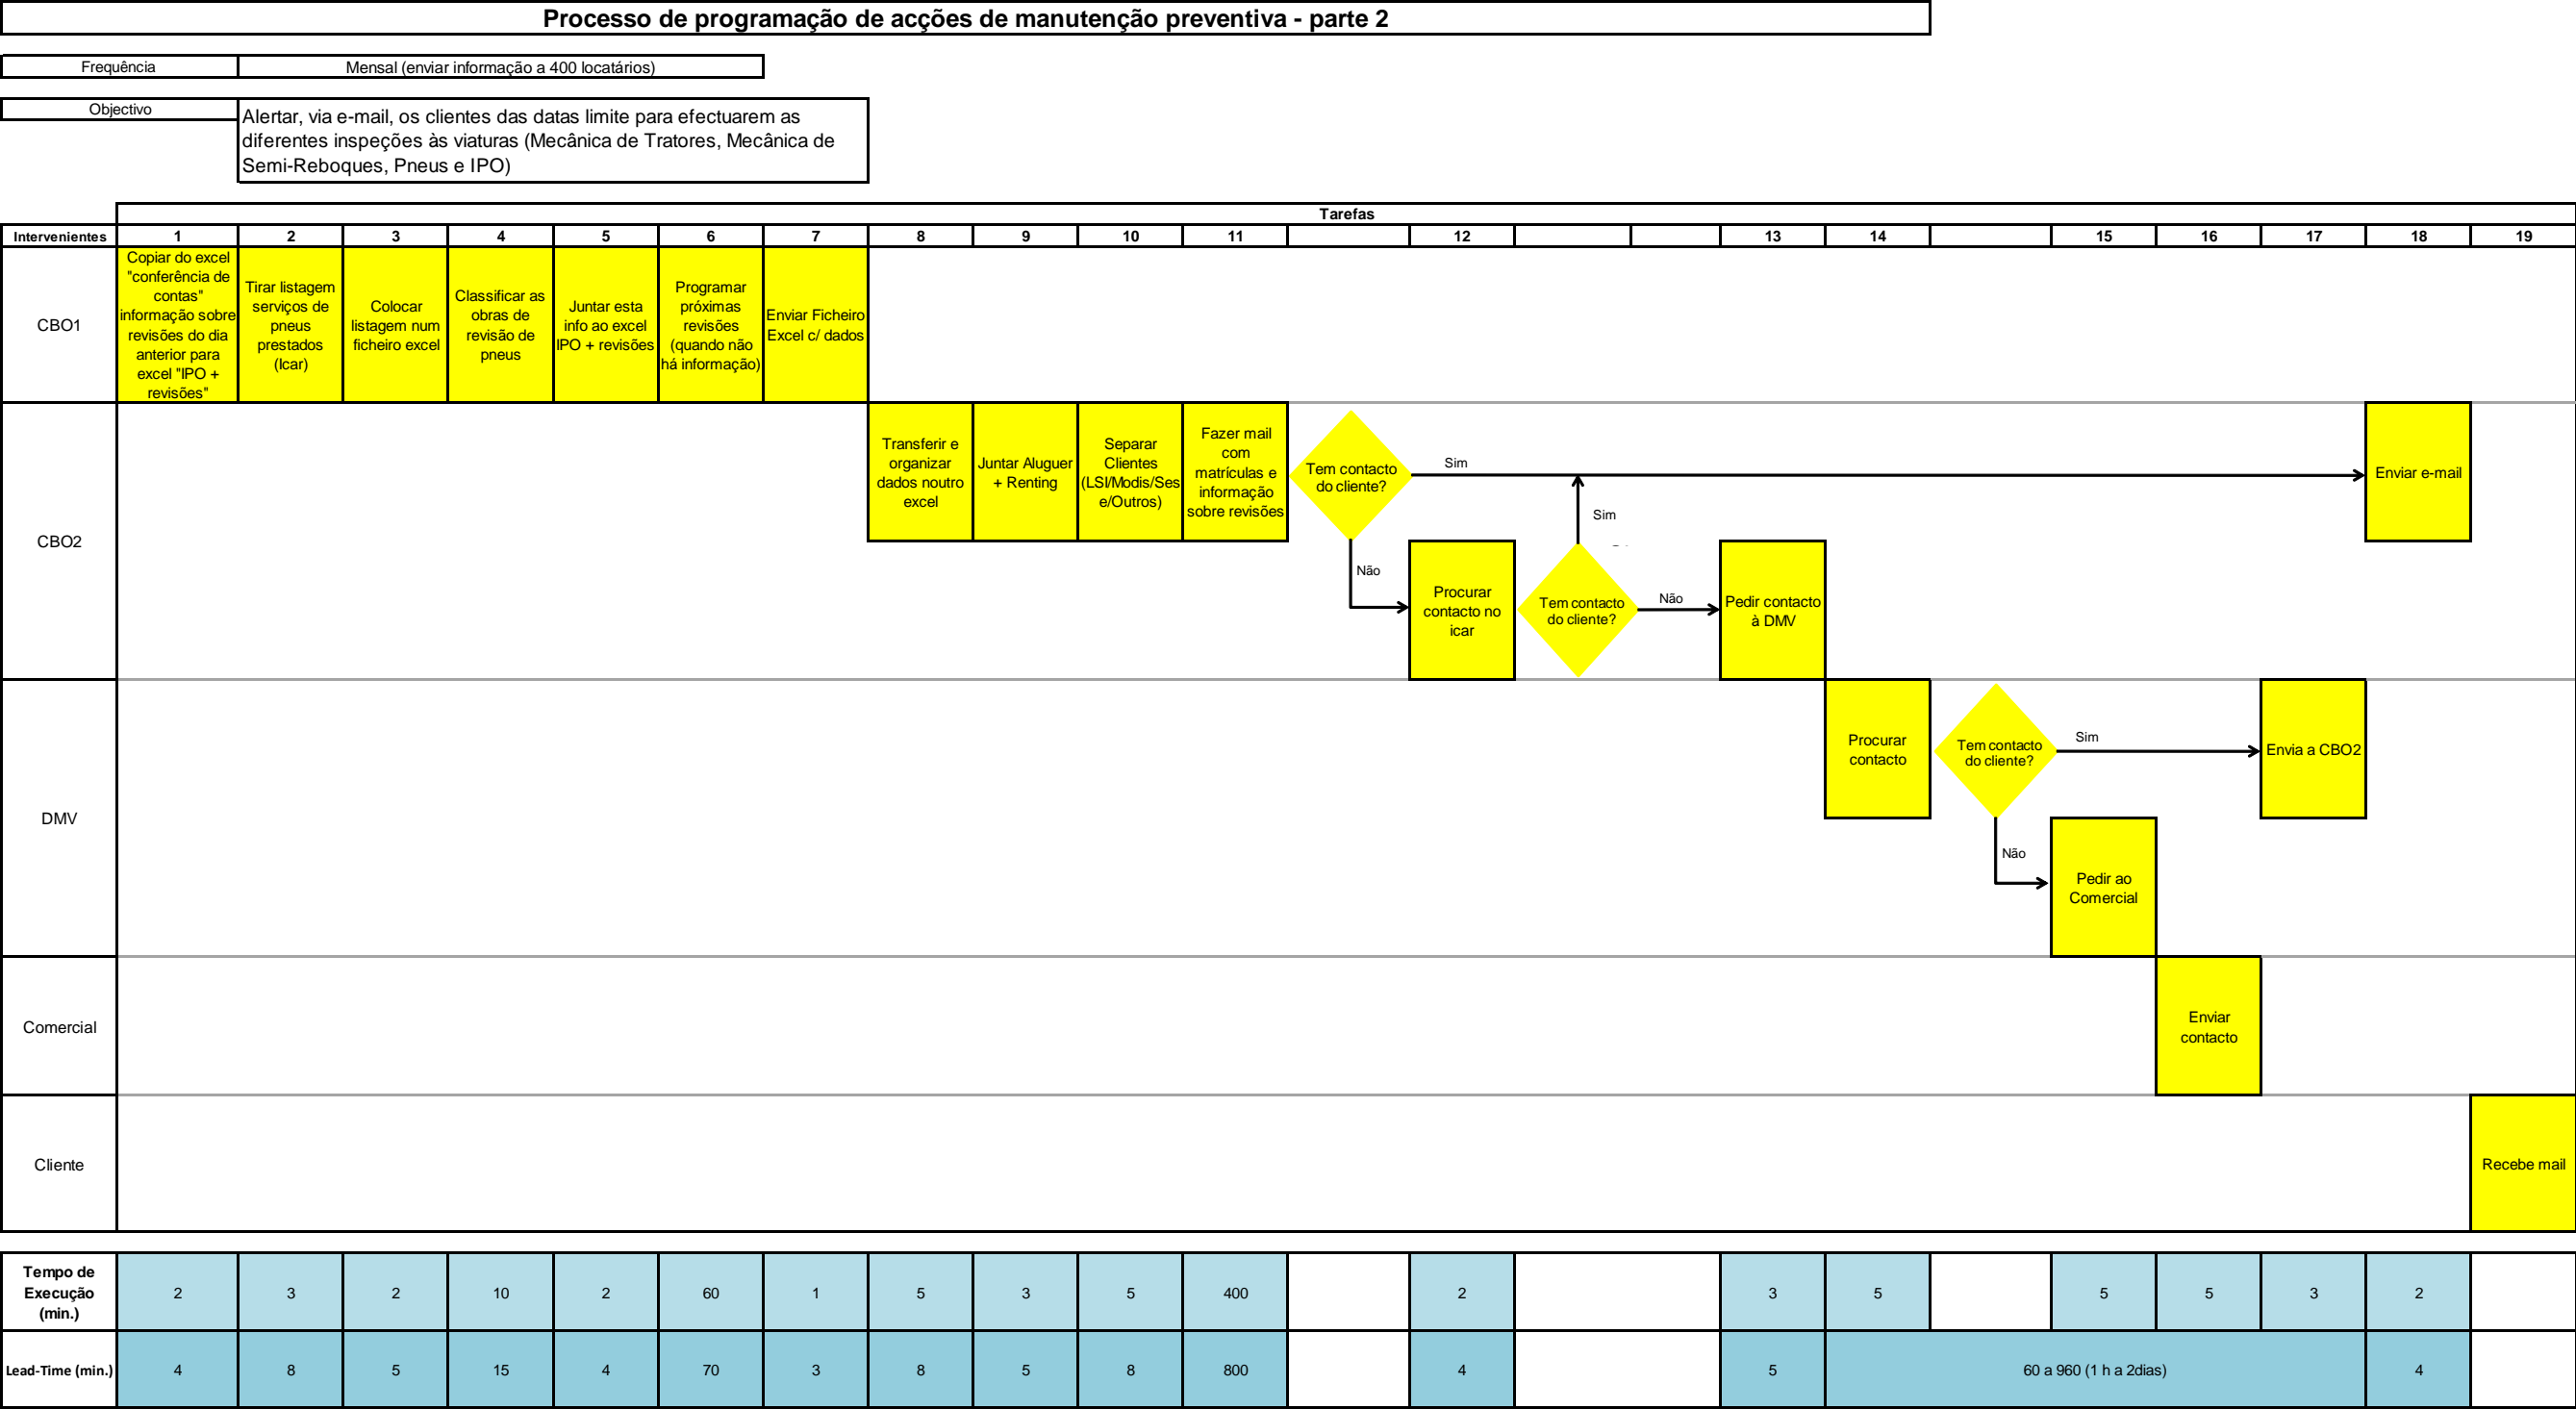 Processo de programação de acções de manutenção preventiva - parte 2
Frequência
Mensal (enviar informação a 400 locatários)
Objectivo
Alertar, via e-mail, os clientes das datas limite para efectuarem as
diferentes inspeções às viaturas (Mecânica de Tratores, Mecânica de
Semi-Reboques, Pneus e IPO)
Tarefas
Intervenientes 1 2 3 4 5 6 7 8 9 10 11 12 13 14 15 16 17 18 19
CBO1
Copiar do excel
"conferência de
contas"
informação sobre
revisões do dia
anterior para
excel "IPO +
revisões"
Tirar listagem
serviços de
pneus
prestados
(Icar)
Colocar
listagem num
ficheiro excel
Classificar as
obras de
revisão de
pneus
Juntar esta
info ao excel
IPO + revisões
Programar
próximas
revisões
(quando não
há informação)
Enviar Ficheiro
Excel c/ dados
CBO2
Transferir e
organizar
dados noutro
excel
Juntar Aluguer
+ Renting
Separar
Clientes
(LSI/Modis/Ses
e/Outros)
Fazer mail
com
matrículas e
informação
sobre revisões
Tem contacto
do cliente?
Sim
Não
Procurar
contacto no
icar
Tem contacto
do cliente?
Sim
Não
Pedir contacto
à DMV
Enviar e-mail
DMV
Procurar
contacto
Tem contacto
do cliente?
Sim
Não
Pedir ao
Comercial
Envia a CBO2
Comercial
Enviar
contacto
Cliente
Recebe mail
Tempo de
Execução
(min.)
2 3 2 10 2 60 1 5 3 5 400 2 3 5 5 5 3 2
Lead-Time (min.) 4 8 5 15 4 70 3 8 5 8 800 4 5 60 a 960 (1 h a 2dias) 4